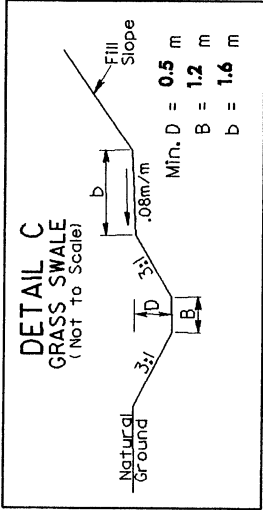 DETAIL C
GRASS SWALE
(Not to Scale)
Natural
Ground
3:1
D
B
3:1
b
.08m/m
Fill
Slope
Min. D = 0.5 m
B = 1.2 m
b = 1.6 m